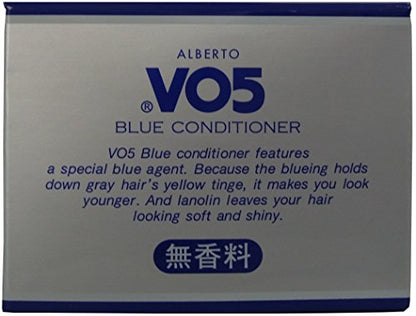 ALBERTO
®VO5
BLUE CONDITIONER
VO5 Blue conditioner features
a special blue agent. Because the blueing holds
down gray hair's yellow tinge, it makes you look
younger. And lanolin leaves your hair
looking soft and shiny.
無香料